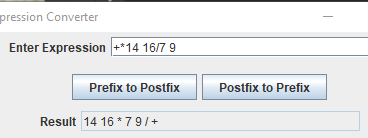 pression Converter
Enter Expression +*14 16/7 9
Prefix to Postfix Postfix to Prefix
Result 14 16 * 7 9 / +